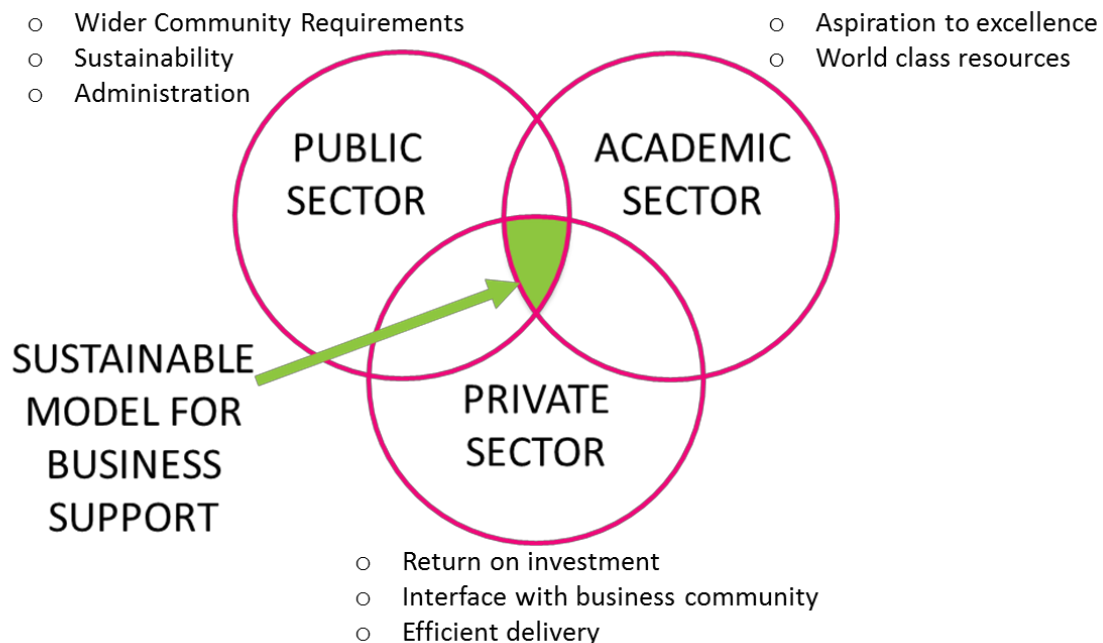 o Wider Community Requirements
o Sustainability
o Administration
o Aspiration to excellence
o World class resources
PUBLIC
SECTOR
ACADEMIC
SECTOR
SUSTAINABLE
MODEL FOR
BUSINESS
SUPPORT
PRIVATE
SECTOR
o Return on investment
o Interface with business community
o Efficient delivery